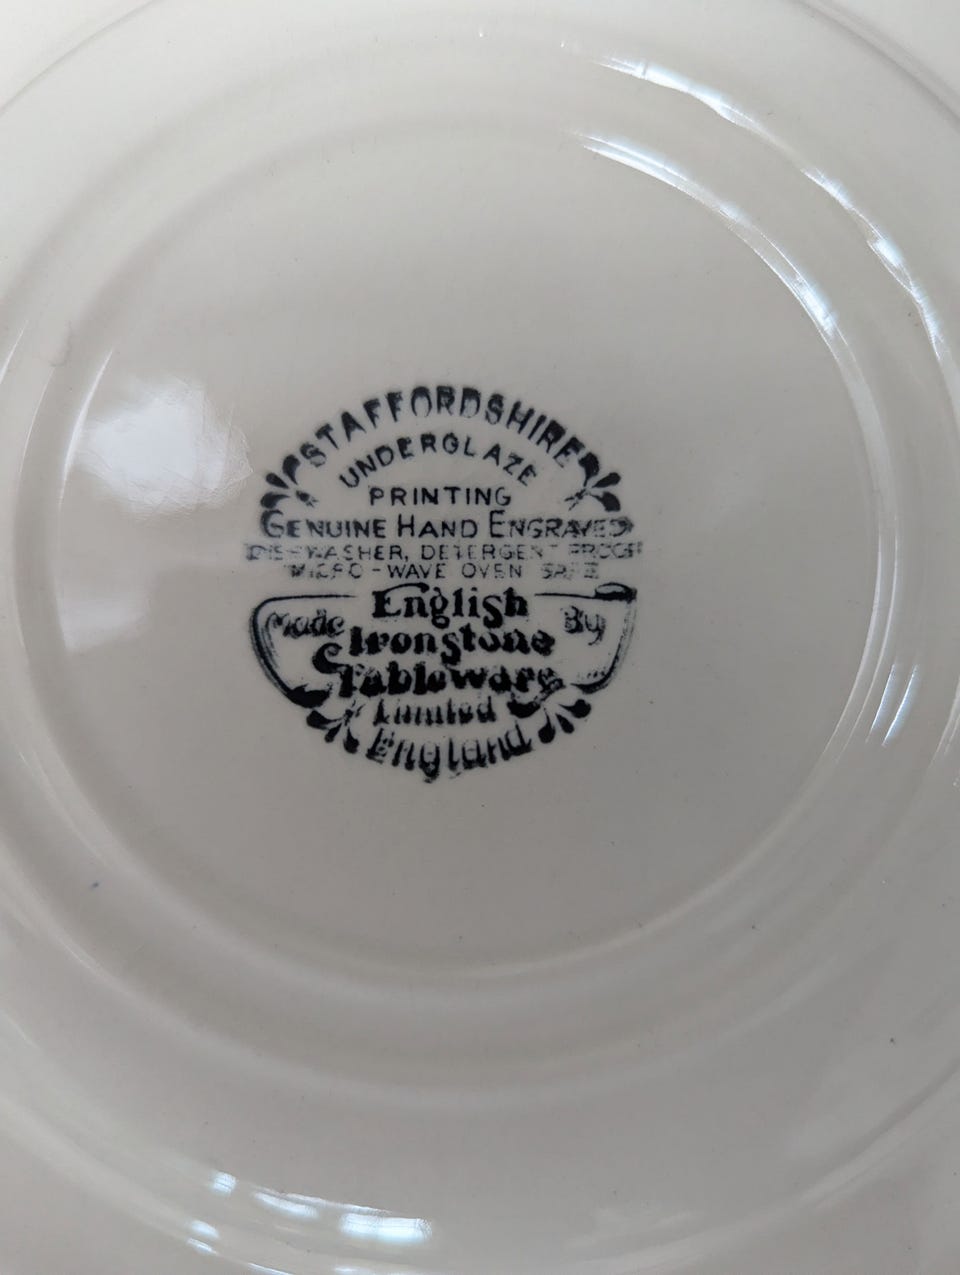 STAFFORDSHIRE
UNDERGLAZE
PRINTING
GENUINE HAND ENGRAVED
DISHWASHER, DETERGENT PROOF
MICRO-WAVE OVEN SAFE
Made English By
Ironstone
Tableware
Limited
England